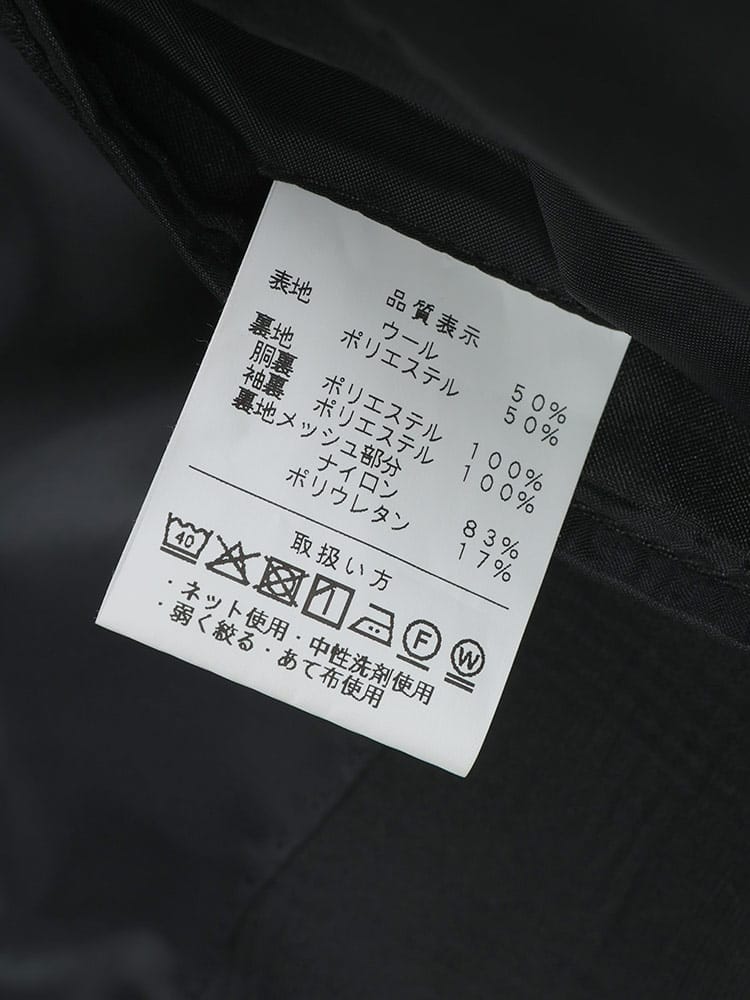 品質表示
表地 ウール 50%
ポリエステル 50%
裏地
胴裏 ポリエステル 100%
袖裏 ポリエステル 100%
裏地メッシュ部分
ナイロン 83%
ポリウレタン 17%
取扱い方
40 F W
・ネット使用・中性洗剤使用
・弱く絞る・あて布使用